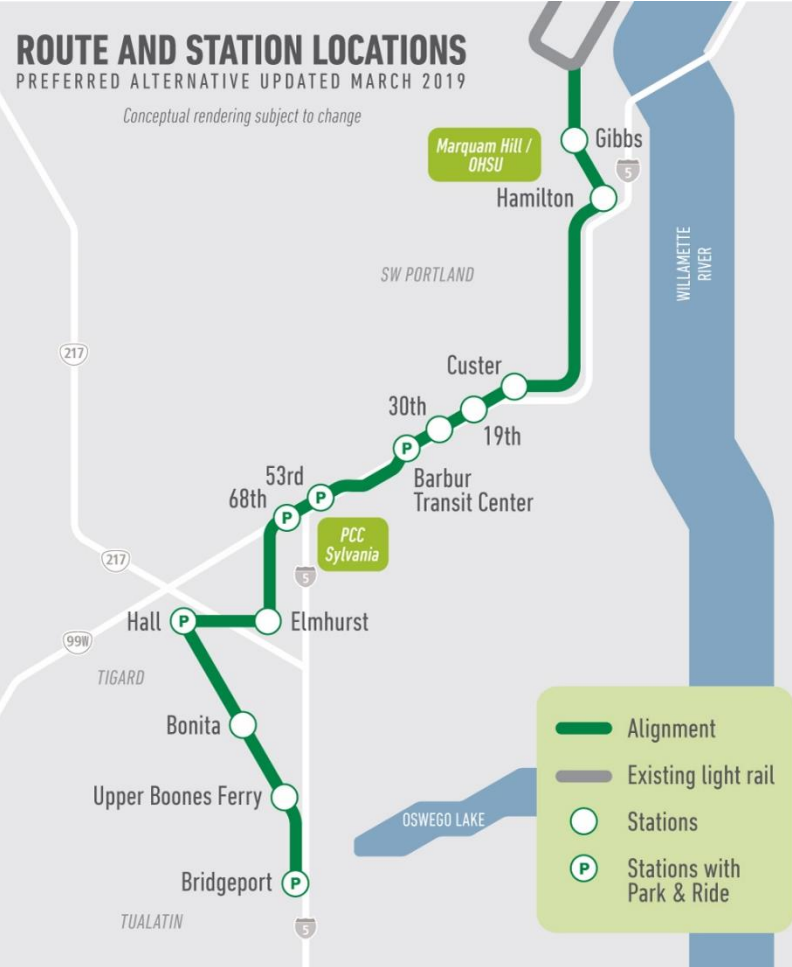 ROUTE AND STATION LOCATIONS
PREFERRED ALTERNATIVE UPDATED MARCH 2019
Conceptual rendering subject to change
Marquam Hill /
OHSU
Gibbs
5
Hamilton
WILLAMETTE
RIVER
SW PORTLAND
217
Custer
30th
19th
P
Barbur
Transit Center
53rd
P
68th
P
PCC
Sylvania
217
5
Hall
P
Elmhurst
99W
TIGARD
Bonita
Upper Boones Ferry
OSWEGO LAKE
Bridgeport
P
TUALATIN
5
Alignment
Existing light rail
Stations
P
Stations with
Park & Ride